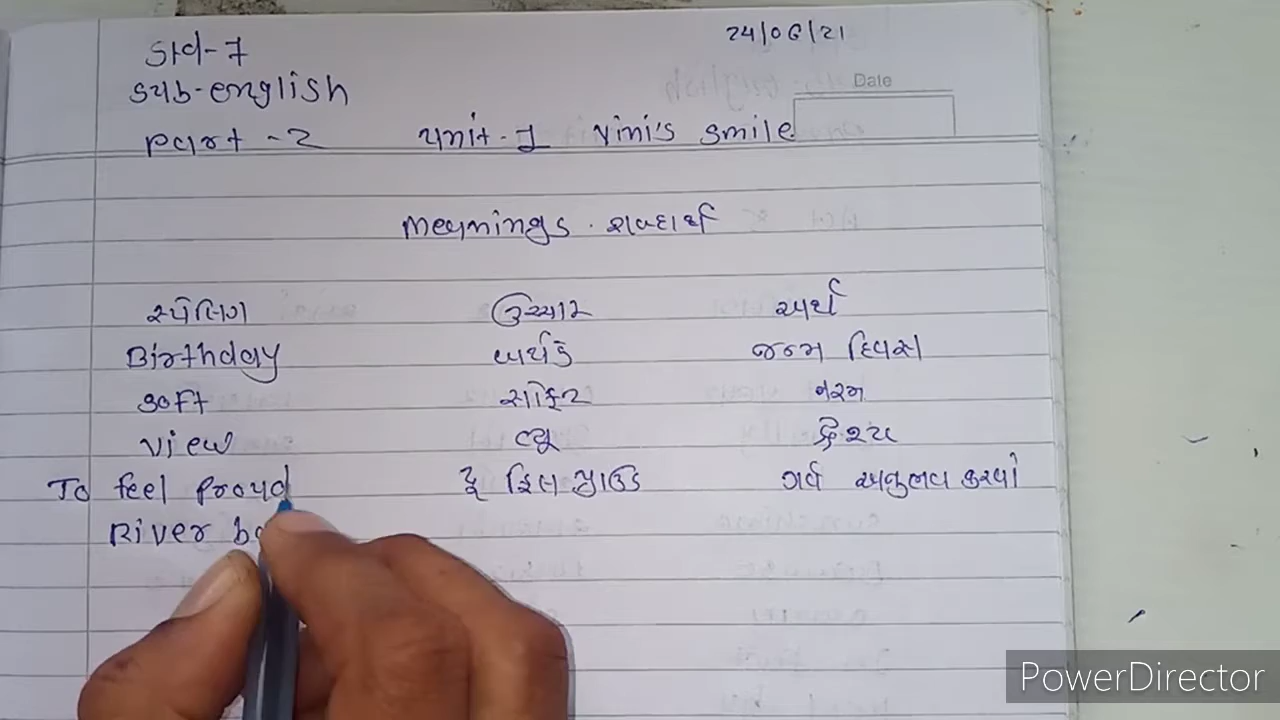 24/06/21
ડાવ-7
sub-english
Date
part-2 unit-1 vini's smile
meanings. શબ્દાર્થ
સ્પેલિંગ ઉચ્ચાર અર્થ
Birthday બર્થડે જન્મ દિવસ
soft સોફ્ટ નરમ
view વ્યૂ દ્રશ્ય
To feel proud ટૂ ફિલ પ્રાઉડ ગર્વ અનુભવ કરવો
River
PowerDirector